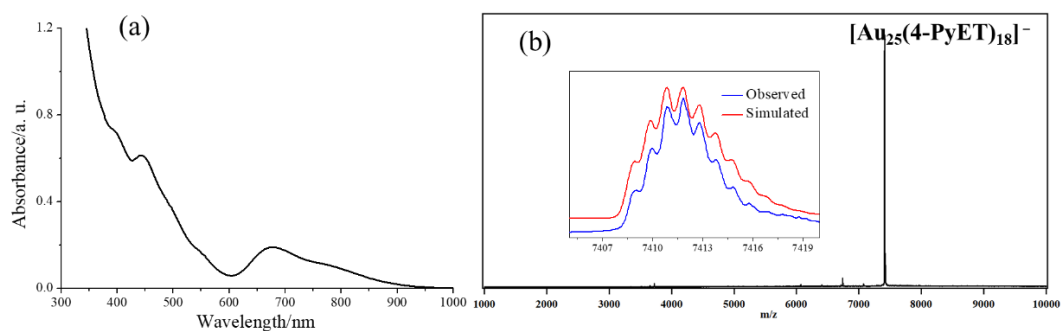 (a)
1.2
0.8
0.4
0.0
Absorbance/a. u.
300 400 500 600 700 800 900 1000
Wavelength/nm
(b)
[Au₂₅(4-PyET)₁₈]⁻
Observed
Simulated
7407 7410 7413 7416 7419
1000 2000 3000 4000 5000 6000 7000 8000 9000 10000
m/z